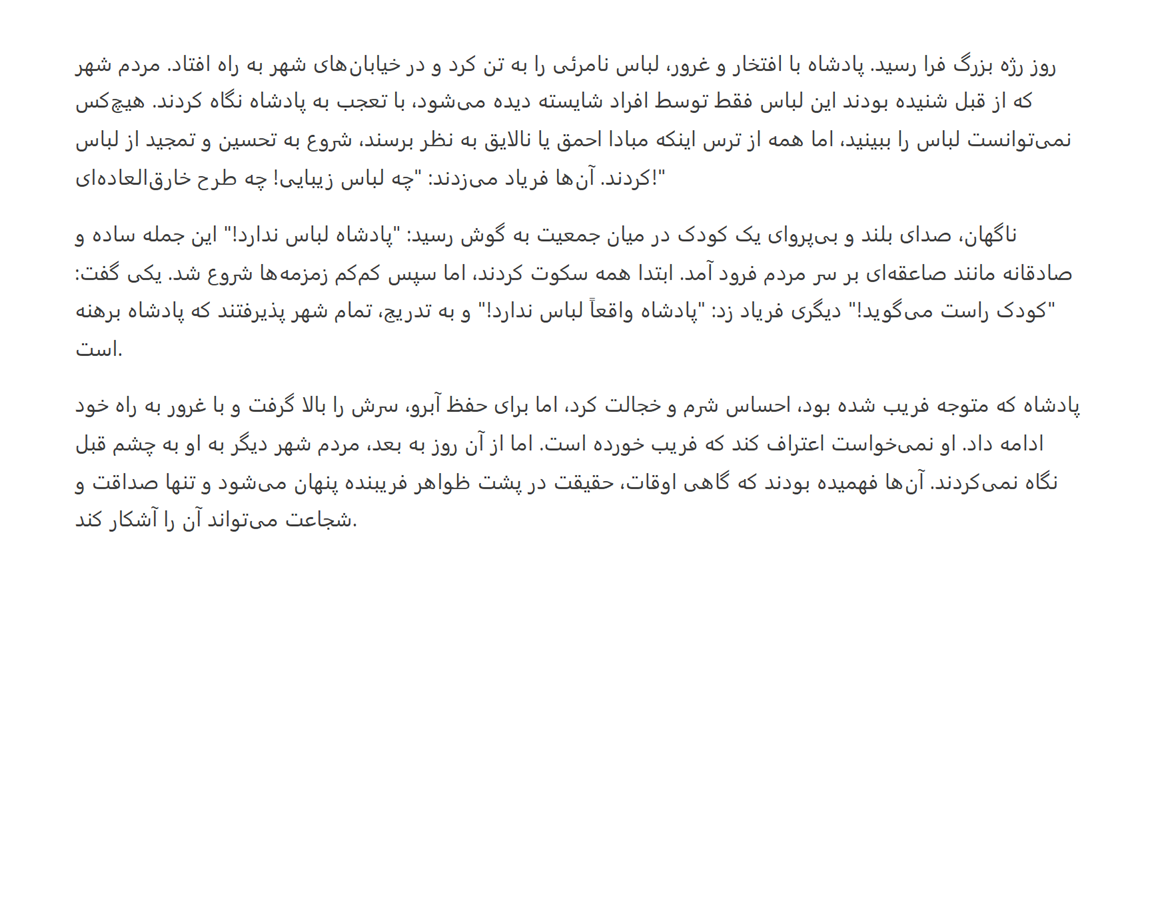 روز رژه بزرگ فرا رسید. پادشاه با افتخار و غرور، لباس نامرئی را به تن کرد و در خیابان‌های شهر به راه افتاد. مردم شهر
که از قبل شنیده بودند این لباس فقط توسط افراد شایسته دیده می‌شود، با تعجب به پادشاه نگاه کردند. هیچ‌کس
نمی‌توانست لباس را ببینید، اما همه از ترس اینکه مبادا احمق یا نالایق به نظر برسند، شروع به تحسین و تمجید از لباس
کردند. آن‌ها فریاد می‌زدند: "چه لباس زیبایی! چه طرح خارق‌العاده‌ای!"
ناگهان، صدای بلند و بی‌پروای یک کودک در میان جمعیت به گوش رسید: "پادشاه لباس ندارد!" این جمله ساده و
صادقانه مانند صاعقه‌ای بر سر مردم فرود آمد. ابتدا همه سکوت کردند، اما سپس کم‌کم زمزمه‌ها شروع شد. یکی گفت:
"کودک راست می‌گوید!" دیگری فریاد زد: "پادشاه واقعاً لباس ندارد!" و به تدریج، تمام شهر پذیرفتند که پادشاه برهنه
است.
پادشاه که متوجه فریب شده بود، احساس شرم و خجالت کرد، اما برای حفظ آبرو، سرش را بالا گرفت و با غرور به راه خود
ادامه داد. او نمی‌خواست اعتراف کند که فریب خورده است. اما از آن روز به بعد، مردم شهر دیگر به او به چشم قبل
نگاه نمی‌کردند. آن‌ها فهمیده بودند که گاهی اوقات، حقیقت در پشت ظواهر فریبنده پنهان می‌شود و تنها صداقت و
شجاعت می‌تواند آن را آشکار کند.